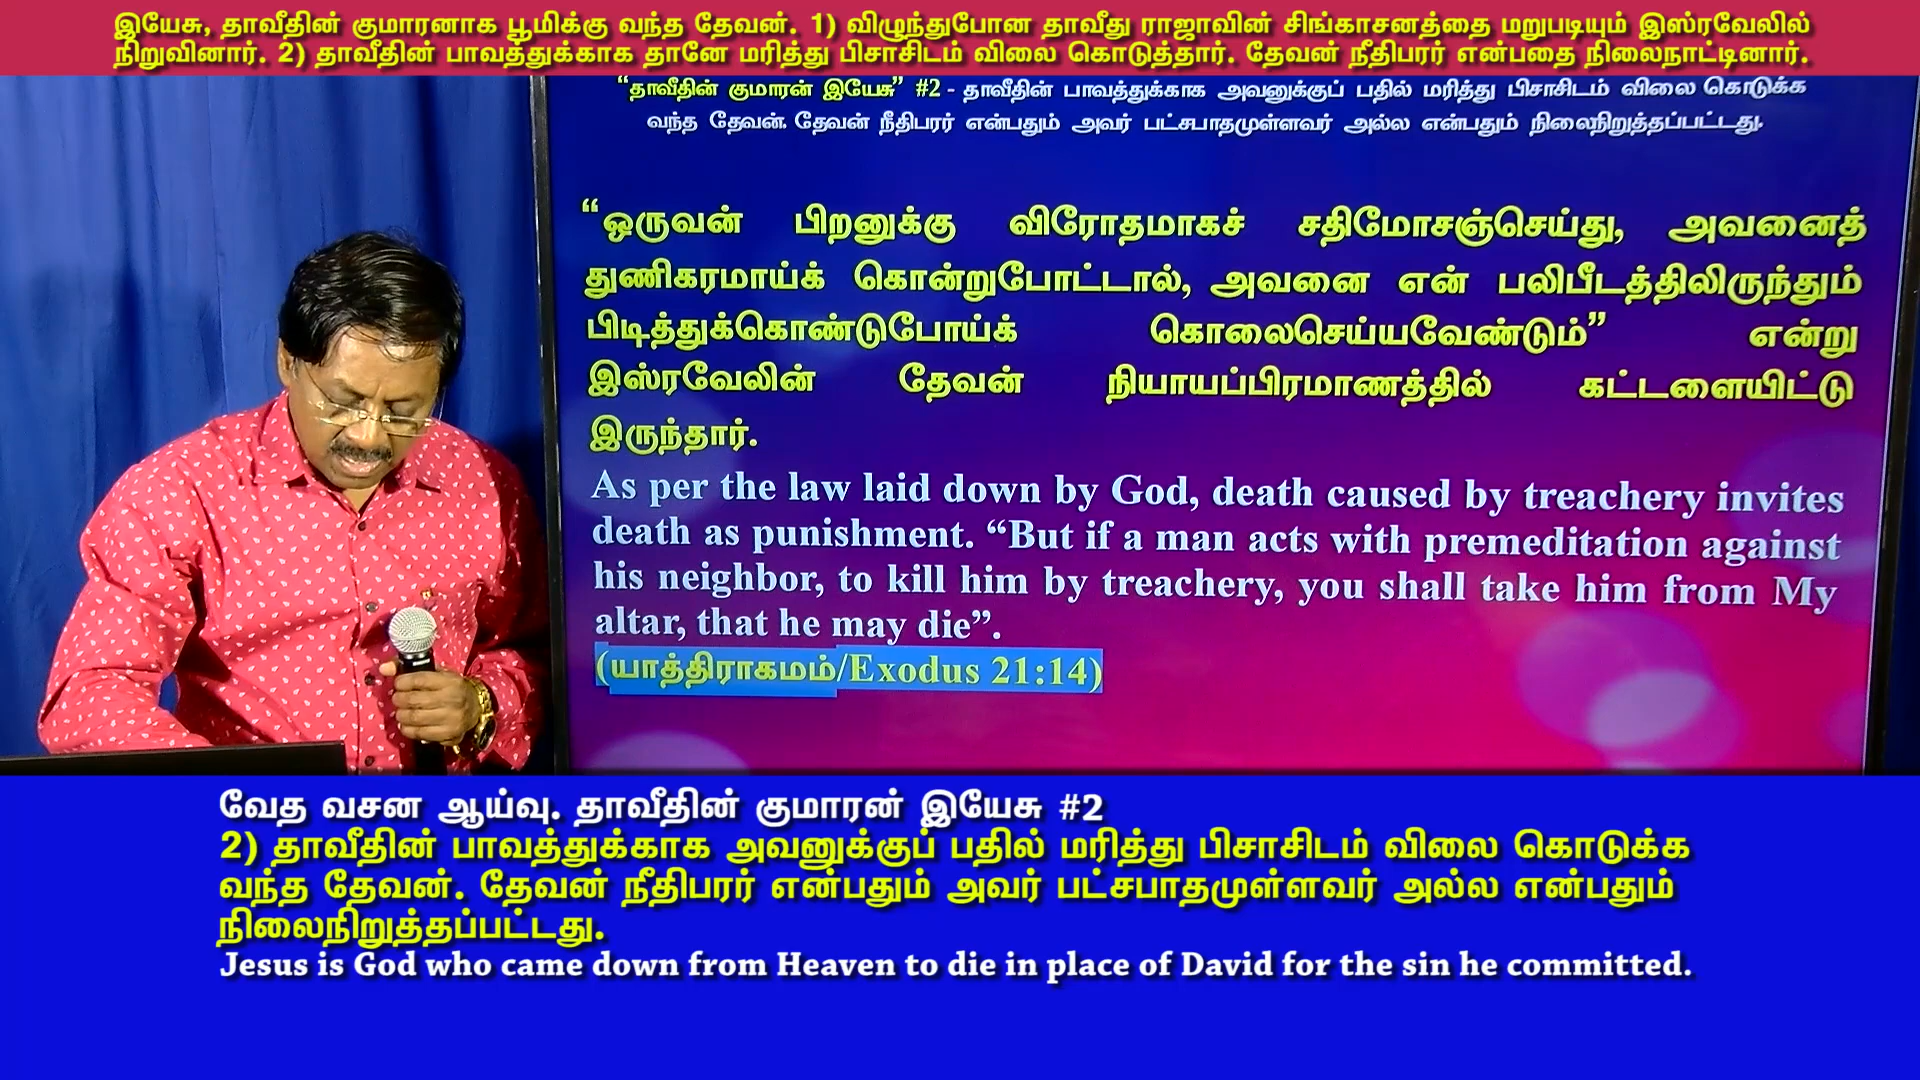 இயேசு, தாவீதின் குமாரனாக பூமிக்கு வந்த தேவன். 1) விழுந்துபோன தாவீது ராஜாவின் சிங்காசனத்தை மறுபடியும் இஸ்ரவேலில்
நிறுவினார். 2) தாவீதின் பாவத்துக்காக தானே மரித்து பிசாசிடம் விலை கொடுத்தார். தேவன் நீதிபரர் என்பதை நிலைநாட்டினார்.
“தாவீதின் குமாரன் இயேசு” #2 - தாவீதின் பாவத்துக்காக அவனுக்குப் பதில் மரித்து பிசாசிடம் விலை கொடுக்க
வந்த தேவன். தேவன் நீதிபரர் என்பதும் அவர் பட்சபாதமுள்ளவர் அல்ல என்பதும் நிலைநிறுத்தப்பட்டது.
“ஒருவன் பிறனுக்கு விரோதமாகச் சதிமோசஞ்செய்து, அவனைத்
துணிகரமாய்க் கொன்றுபோட்டால், அவனை என் பலிபீடத்திலிருந்தும்
பிடித்துக்கொண்டுபோய்க் கொலைசெய்யவேண்டும்” என்று
இஸ்ரவேலின் தேவன் நியாயப்பிரமாணத்தில் கட்டளையிட்டு
இருந்தார்.
As per the law laid down by God, death caused by treachery invites
death as punishment. “But if a man acts with premeditation against
his neighbor, to kill him by treachery, you shall take him from My
altar, that he may die”.
(யாத்திராகமம்/Exodus 21:14)
வேத வசன ஆய்வு. தாவீதின் குமாரன் இயேசு #2
2) தாவீதின் பாவத்துக்காக அவனுக்குப் பதில் மரித்து பிசாசிடம் விலை கொடுக்க
வந்த தேவன். தேவன் நீதிபரர் என்பதும் அவர் பட்சபாதமுள்ளவர் அல்ல என்பதும்
நிலைநிறுத்தப்பட்டது.
Jesus is God who came down from Heaven to die in place of David for the sin he committed.